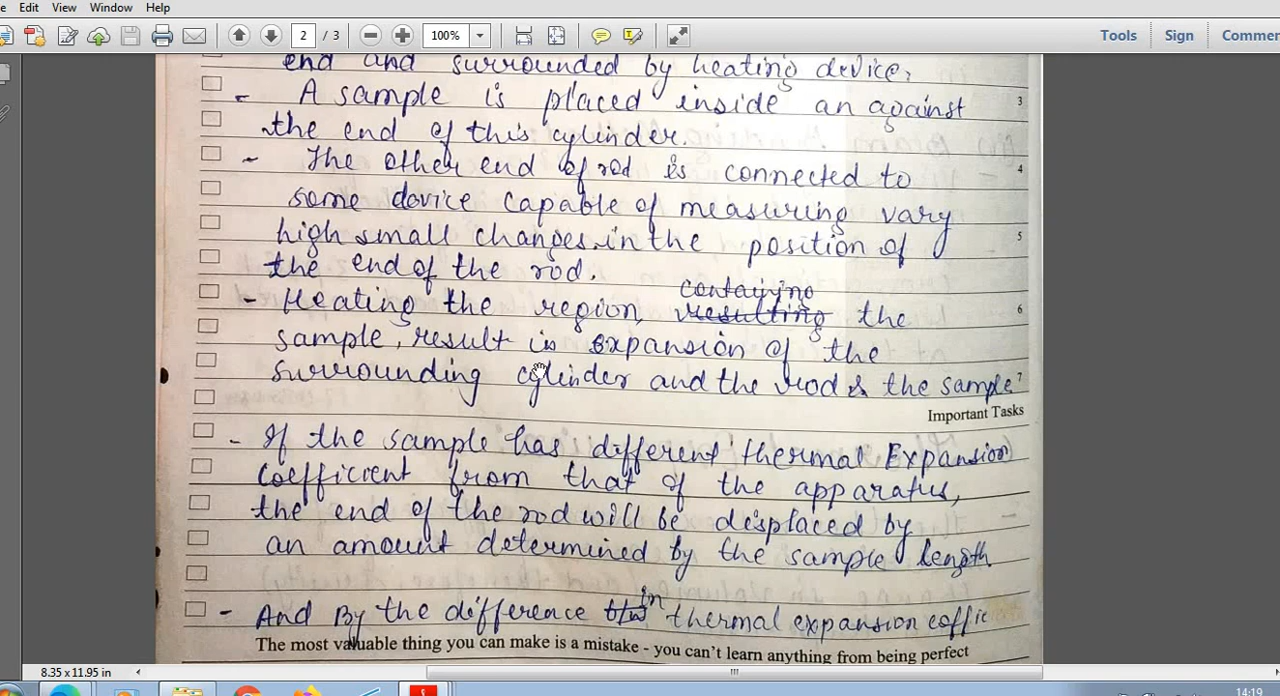 e Edit View Window Help
2 / 3 100% Tools Sign Commen
end and surrounded by heating device.
- A sample is placed inside an against 3
the end of this cylinder.
- The other end of rod is connected to 4
some device capable of measuring vary
high small changes in the position of 5
the end of the rod.
containing
- Heating the region, resulting the 6
sample, result in expansion of the
surrounding cylinder and the rod & the sample 7
Important Tasks
- If the sample has different thermal Expansion
coefficient from that of the apparatus,
the end of the rod will be displaced by
an amount determined by the sample length
in
- And By the difference thermal expansion coffic
The most valuable thing you can make is a mistake - you can't learn anything from being perfect
8.35 x 11.95 in
14:19